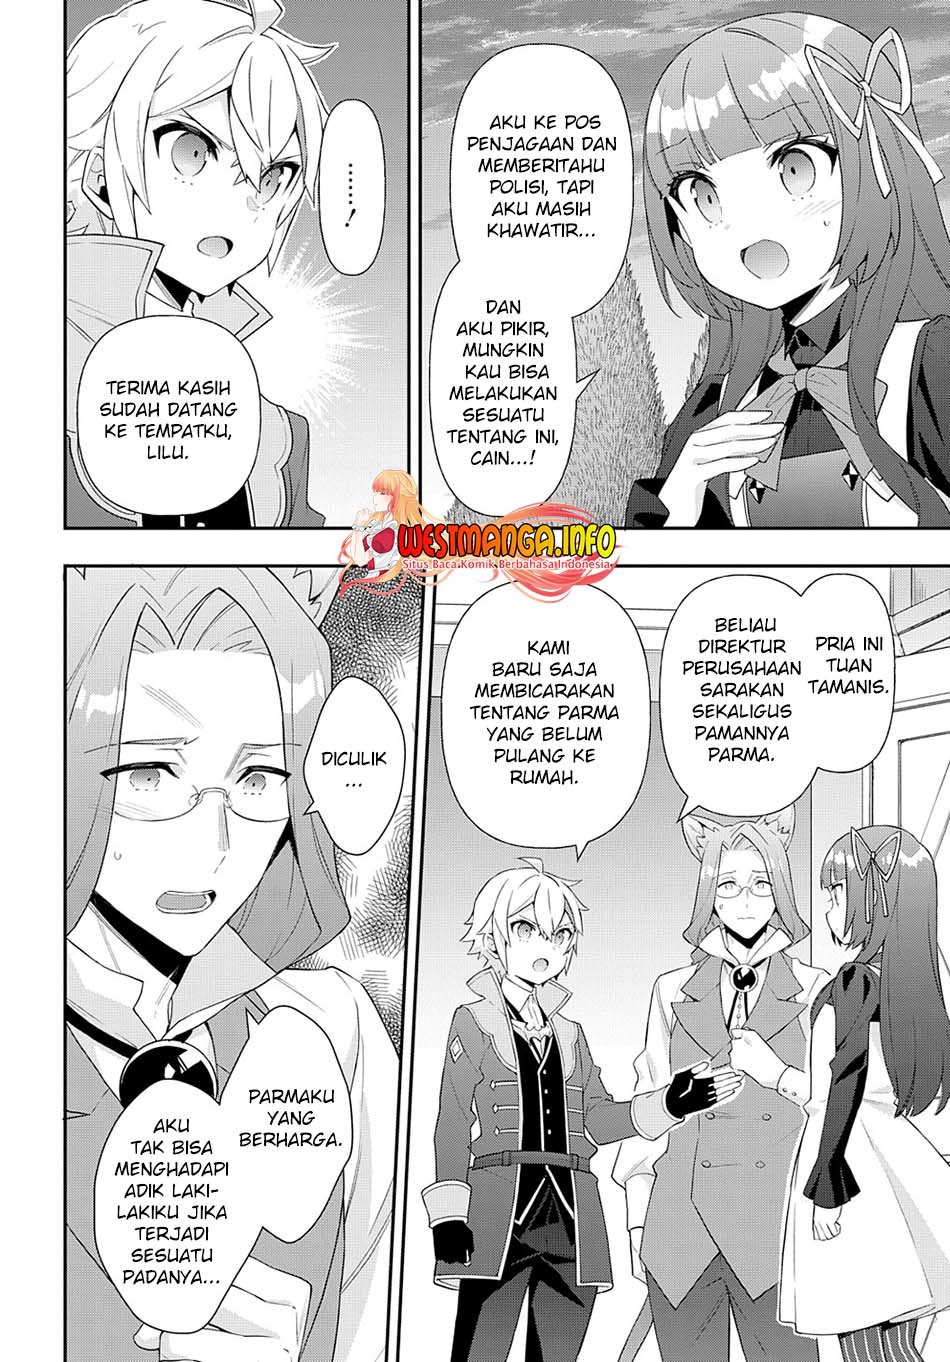 AKU KE POS
PENJAGAAN DAN
MEMBERITAHU
POLISI, TAPI
AKU MASIH
KHAWATIR...
DAN
AKU PIKIR,
MUNGKIN
KAU BISA
MELAKUKAN
SESUATU
TENTANG INI,
CAIN...!
......!
TERIMA KASIH
SUDAH DATANG
KE TEMPATKU,
LILU.
WESTMANGA.INFO
Situs Baca Komik Berbahasa Indonesia
PRIA INI
TUAN
TAMANIS.
BELIAU
DIREKTUR
PERUSAHAAN
SARAKAN
SEKALIGUS
PAMANNYA
PARMA.
KAMI
BARU SAJA
MEMBICARAKAN
TENTANG PARMA
YANG BELUM
PULANG KE
RUMAH.
DICULIK
...
PARMAKU
YANG
BERHARGA.
AKU
TAK BISA
MENGHADAPI
ADIK LAKI-
LAKIKU JIKA
TERJADI
SESUATU
PADANYA...